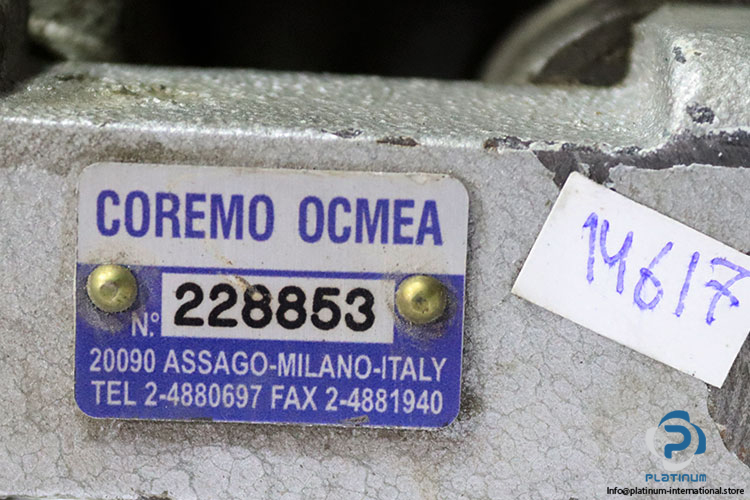 COREMO OCMEA
N.° 228853
20090 ASSAGO-MILANO-ITALY
TEL 2-4880697 FAX 2-4881940
14617
PLATINUM
Info@platinum-international.store